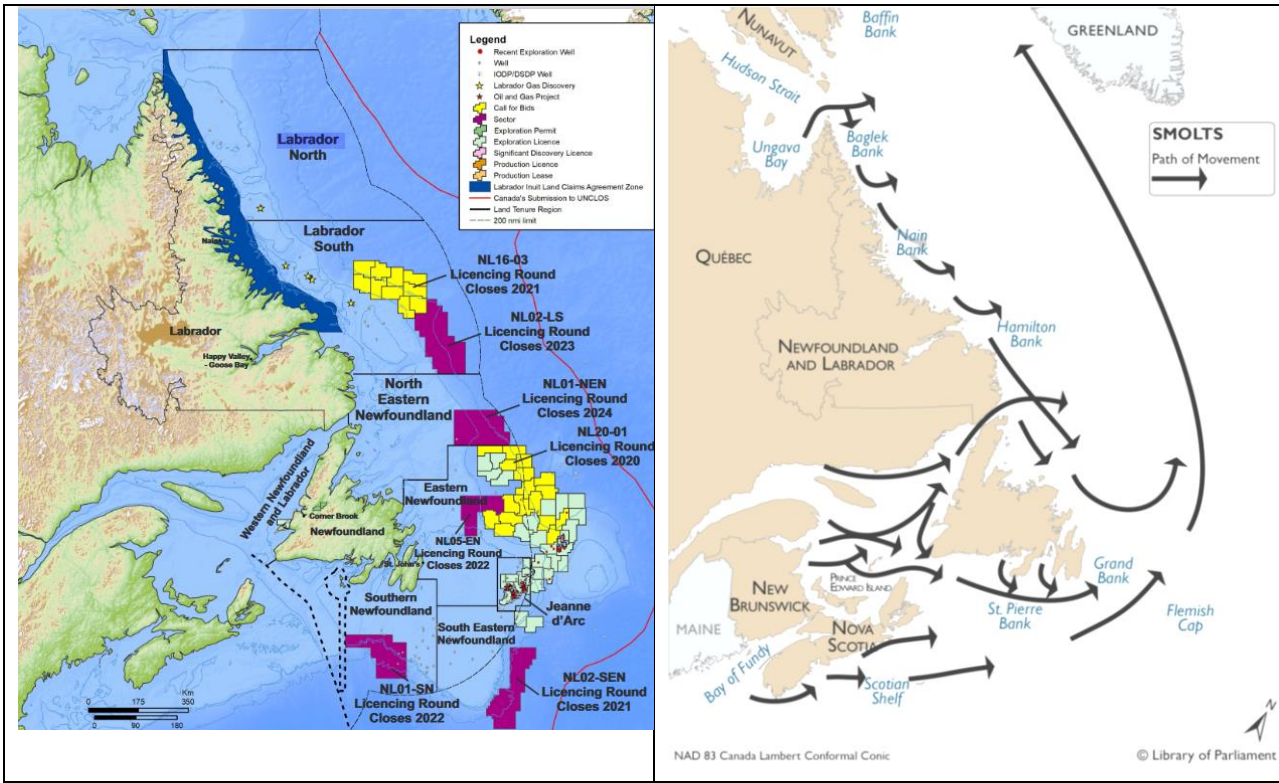 Legend
Recent Exploration Well
Well
IODP/DSDP Well
Labrador Gas Discovery
Oil and Gas Project
Call for Bids
Sector
Exploration Permit
Exploration Licence
Significant Discovery Licence
Production Licence
Production Lease
Labrador Inuit Land Claims Agreement Zone
Canada's Submission to UNCLOS
Land Tenure Region
200 nmi limit
Labrador
North
Labrador
South
Nain
NL16-03
Licencing Round
Closes 2021
Labrador
NL02-LS
Licencing Round
Closes 2023
Happy Valley
- Goose Bay
North
Eastern
Newfoundland
NL01-NEN
Licencing Round
Closes 2024
NL20-01
Licencing Round
Closes 2020
Western Newfoundland
and Labrador
Eastern
Newfoundland
Corner Brook
Newfoundland
NL05-EN
Licencing Round
Closes 2022
St. John's
Southern
Newfoundland
South Eastern
Newfoundland
Jeanne
d'Arc
NL01-SN
Licencing Round
Closes 2022
NL02-SEN
Licencing Round
Closes 2021
Km
0 175 350
0 90 180
NUNAVUT
Baffin
Bank
GREENLAND
Hudson Strait
Ungava
Bay
Baglek
Bank
SMOLTS
Path of Movement
Nain
Bank
QUÉBEC
Hamilton
Bank
NEWFOUNDLAND
AND LABRADOR
PRINCE
EDWARD ISLAND
NEW
BRUNSWICK
Grand
Bank
St. Pierre
Bank
Flemish
Cap
MAINE
NOVA
SCOTIA
Bay of Fundy
Scotian
Shelf
N
NAD 83 Canada Lambert Conformal Conic
© Library of Parliament